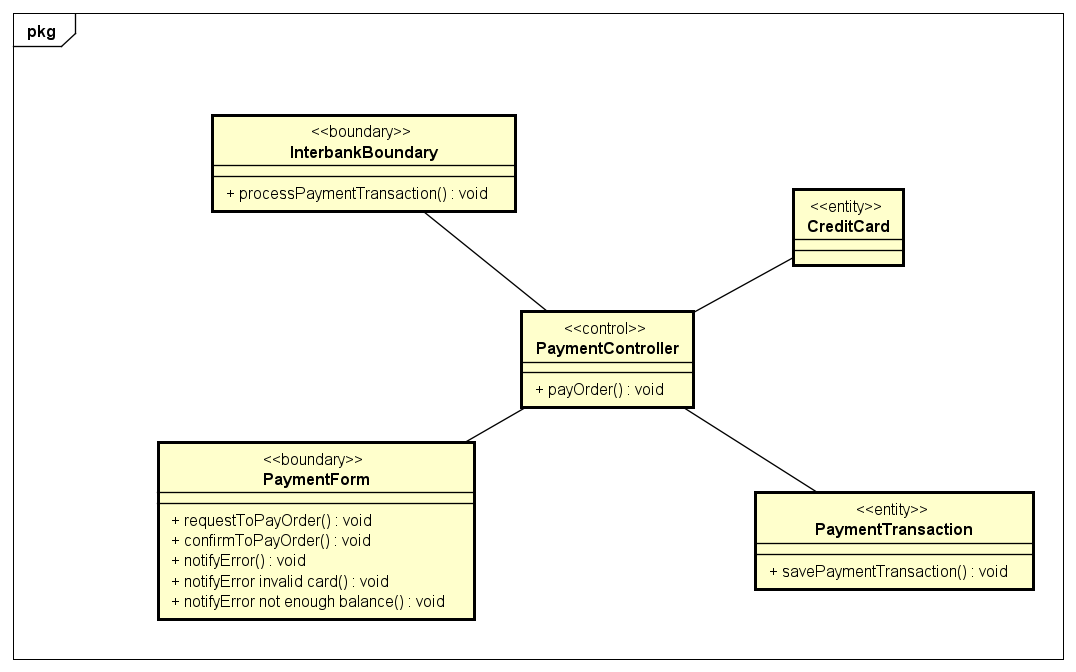 pkg
<<boundary>>
InterbankBoundary
+ processPaymentTransaction() : void
<<entity>>
CreditCard
<<control>>
PaymentController
+ payOrder() : void
<<boundary>>
PaymentForm
+ requestToPayOrder() : void
+ confirmToPayOrder() : void
+ notifyError() : void
+ notifyError invalid card() : void
+ notifyError not enough balance() : void
<<entity>>
PaymentTransaction
+ savePaymentTransaction() : void